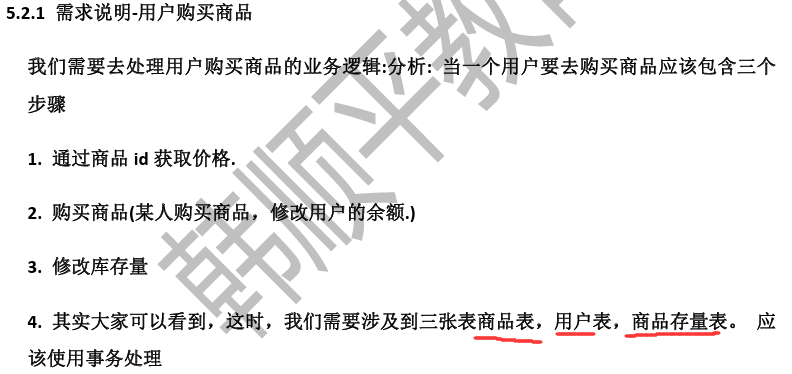 5.2.1 需求说明-用户购买商品
我们需要去处理用户购买商品的业务逻辑:分析: 当一个用户要去购买商品应该包含三个
步骤
1. 通过商品 id 获取价格.
2. 购买商品(某人购买商品，修改用户的余额.)
3. 修改库存量
4. 其实大家可以看到，这时，我们需要涉及到三张表商品表，用户表，商品存量表。 应
该使用事务处理
韩顺平教育